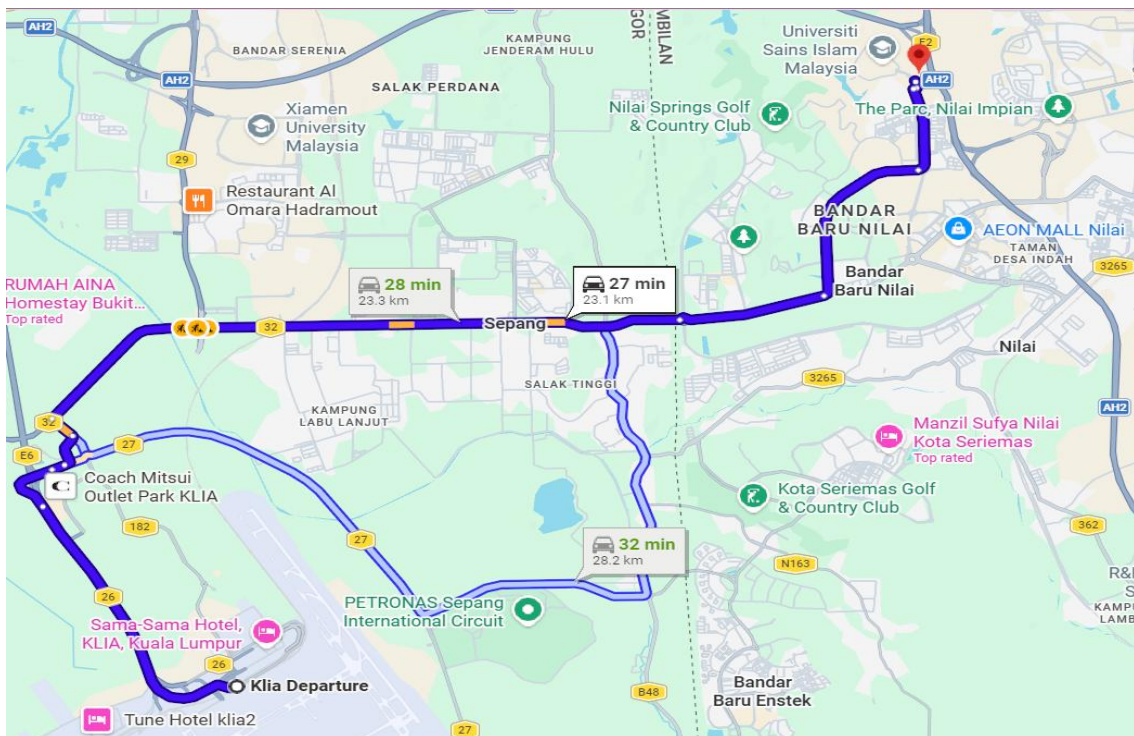 AH2
BANDAR SERENIA
KAMPUNG
JENDERAM HULU
GOR
MBILAN
Universiti
Sains Islam
Malaysia
E2
AH2
AH2
SALAK PERDANA
Xiamen
University
Malaysia
Nilai Springs Golf
& Country Club
The Parc, Nilai Impian
29
Restaurant Al
Omara Hadramout
BANDAR
BARU NILAI
AEON MALL Nilai
TAMAN
DESA INDAH
3265
RUMAH AINA
Homestay Bukit...
Top rated
28 min
23.3 km
27 min
23.1 km
Bandar
Baru Nilai
32
Sepang
Nilai
SALAK TINGGI
3265
KAMPUNG
LABU LANJUT
AH2
32
27
E6
Manzil Sufya Nilai
Kota Seriemas
Top rated
C
Coach Mitsui
Outlet Park KLIA
Kota Seriemas Golf
& Country Club
182
362
27
32 min
28.2 km
N163
R&
S
26
PETRONAS Sepang
International Circuit
KAMPU
LAMB
Sama-Sama Hotel,
KLIA, Kuala Lumpur
26
Klia Departure
Bandar
Baru Enstek
B48
Tune Hotel klia2
27